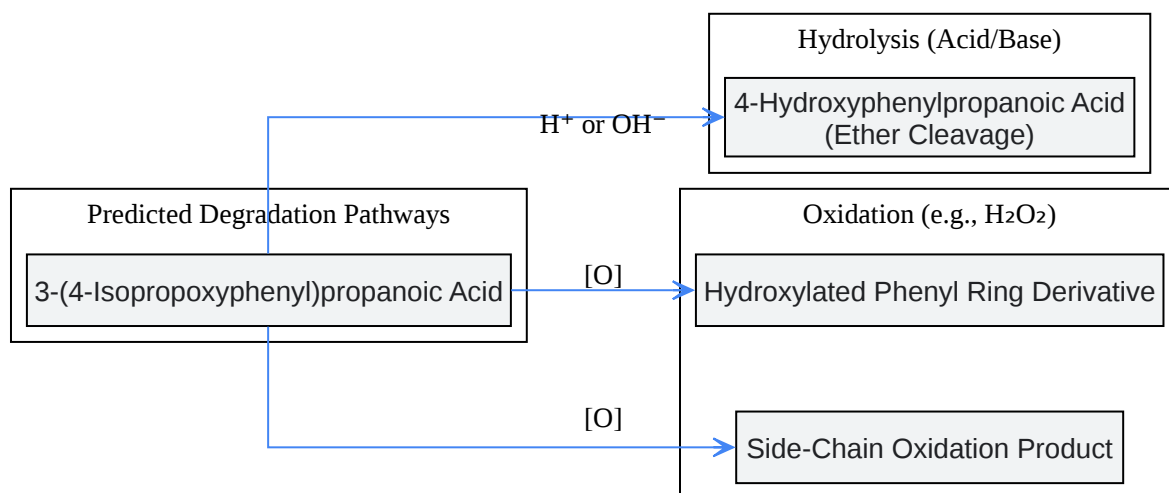 Hydrolysis (Acid/Base)
4-Hydroxyphenylpropanoic Acid
(Ether Cleavage)
H⁺ or OH⁻
Predicted Degradation Pathways
3-(4-Isopropoxyphenyl)propanoic Acid
Oxidation (e.g., H₂O₂)
[O]
Hydroxylated Phenyl Ring Derivative
[O]
Side-Chain Oxidation Product